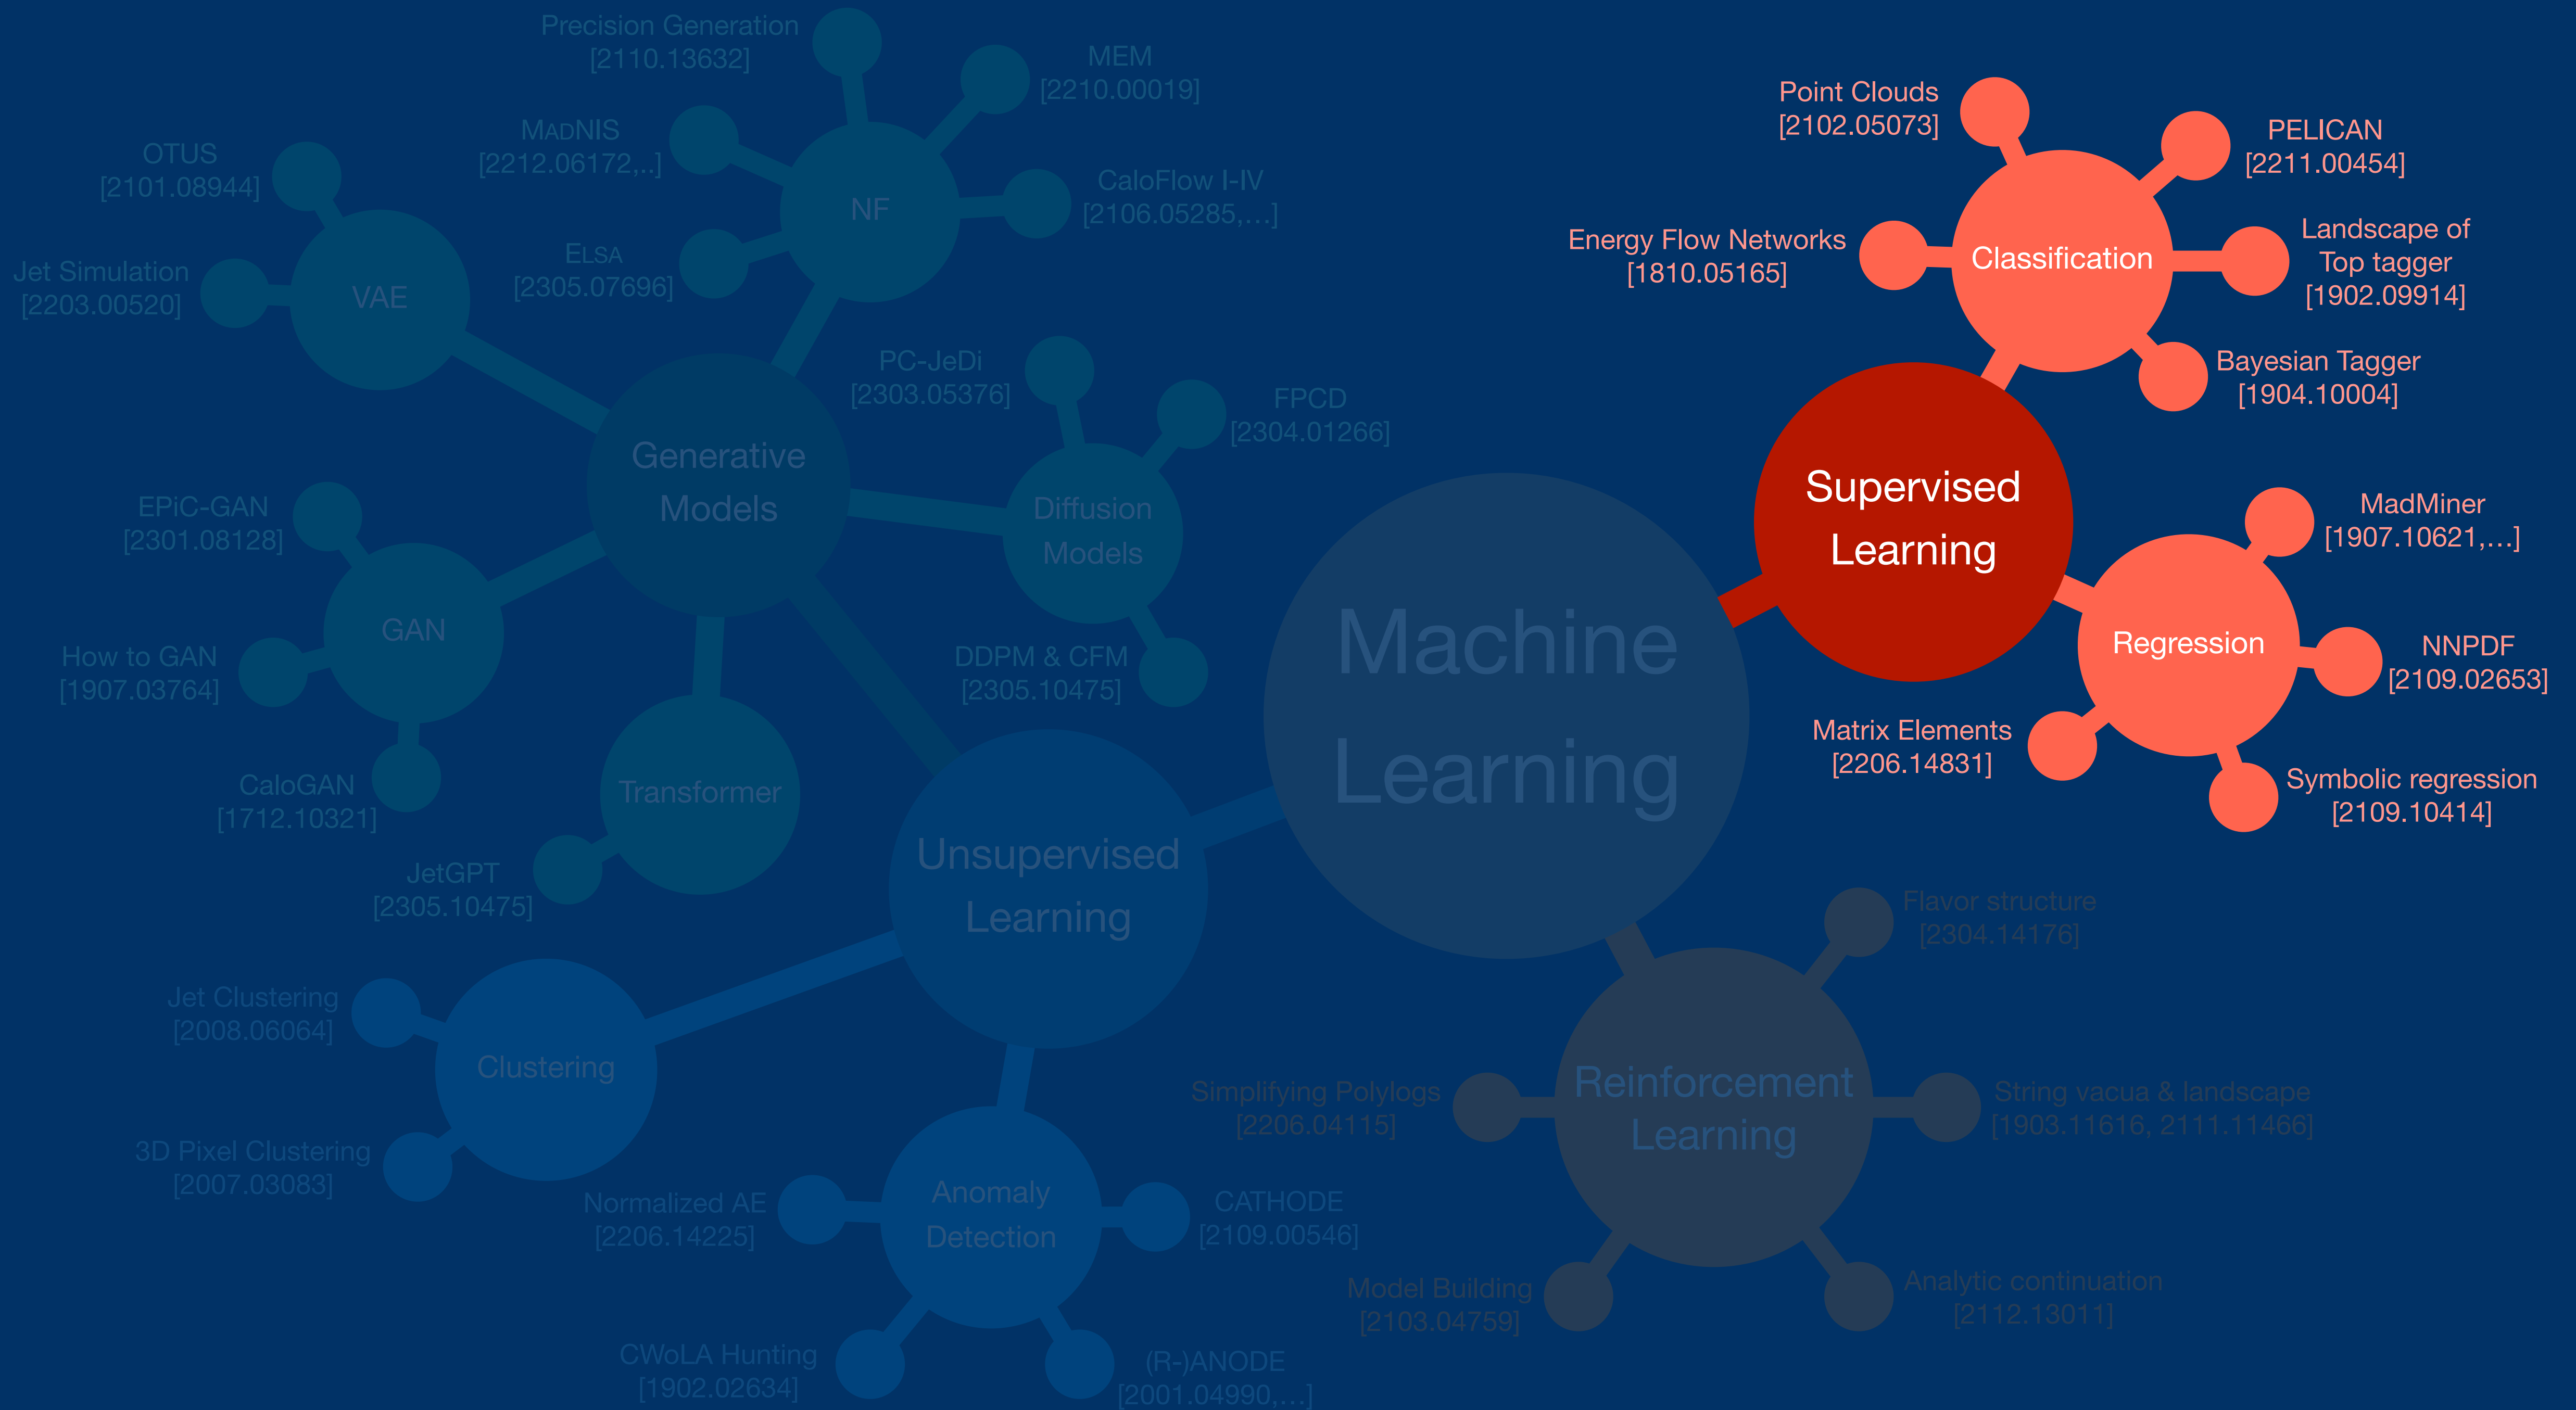 Precision Generation
[2110.13632]
MEM
[2210.00019]
MADNIS
[2212.06172,..]
OTUS
[2101.08944]
NF
CaloFlow I-IV
[2106.05285,...]
ELSA
[2305.07696]
Jet Simulation
[2203.00520]
VAE
PC-JeDi
[2303.05376]
FPCD
[2304.01266]
Generative
Models
Diffusion
Models
EPiC-GAN
[2301.08128]
GAN
How to GAN
[1907.03764]
DDPM & CFM
[2305.10475]
CaloGAN
[1712.10321]
Transformer
JetGPT
[2305.10475]
Unsupervised
Learning
Machine
Learning
Point Clouds
[2102.05073]
PELICAN
[2211.00454]
Energy Flow Networks
[1810.05165]
Classification
Landscape of
Top tagger
[1902.09914]
Bayesian Tagger
[1904.10004]
Supervised
Learning
MadMiner
[1907.10621,...]
Regression
NNPDF
[2109.02653]
Matrix Elements
[2206.14831]
Symbolic regression
[2109.10414]
Jet Clustering
[2008.06064]
Clustering
3D Pixel Clustering
[2007.03083]
Normalized AE
[2206.14225]
Anomaly
Detection
CATHODE
[2109.00546]
CWoLA Hunting
[1902.02634]
(R-)ANODE
[2001.04990,...]
Flavor structure
[2304.14176]
Simplifying Polylogs
[2206.04115]
Reinforcement
Learning
String vacua & landscape
[1903.11616, 2111.11466]
Model Building
[2103.04759]
Analytic continuation
[2112.13011]